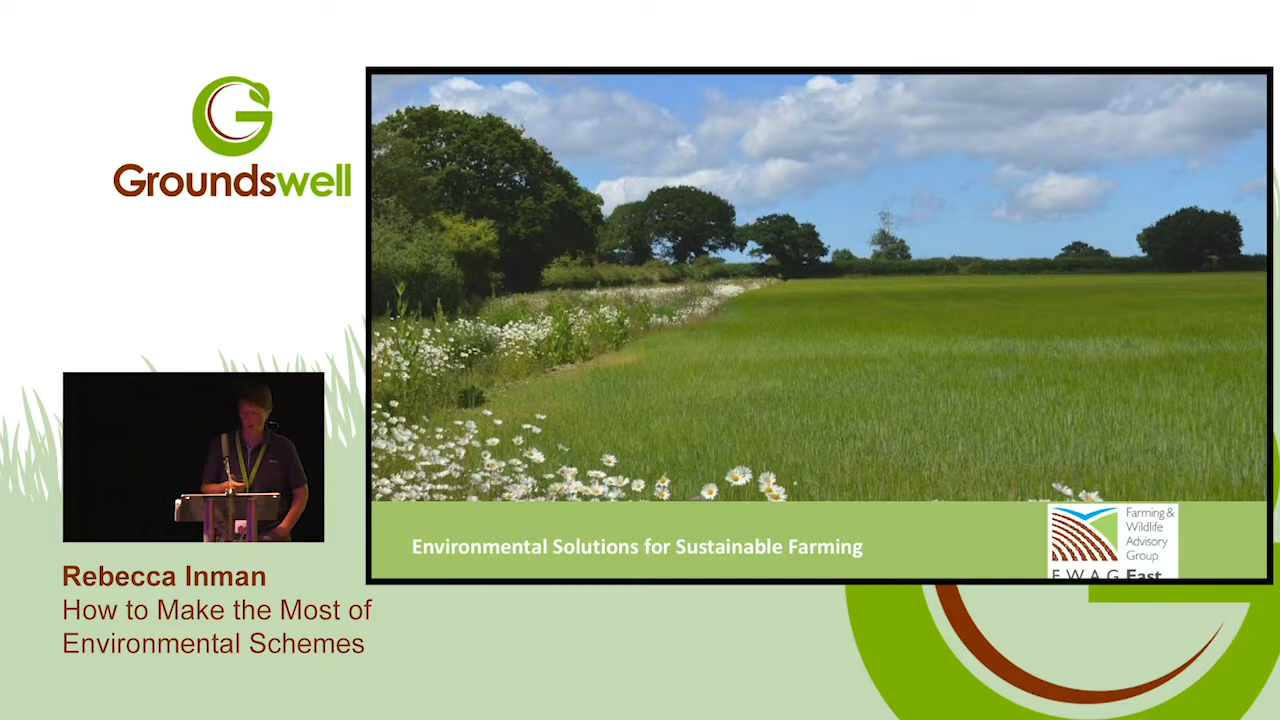 Groundswell
Rebecca Inman
How to Make the Most of
Environmental Schemes
Environmental Solutions for Sustainable Farming
Farming &
Wildlife
Advisory
Group
F W A G East